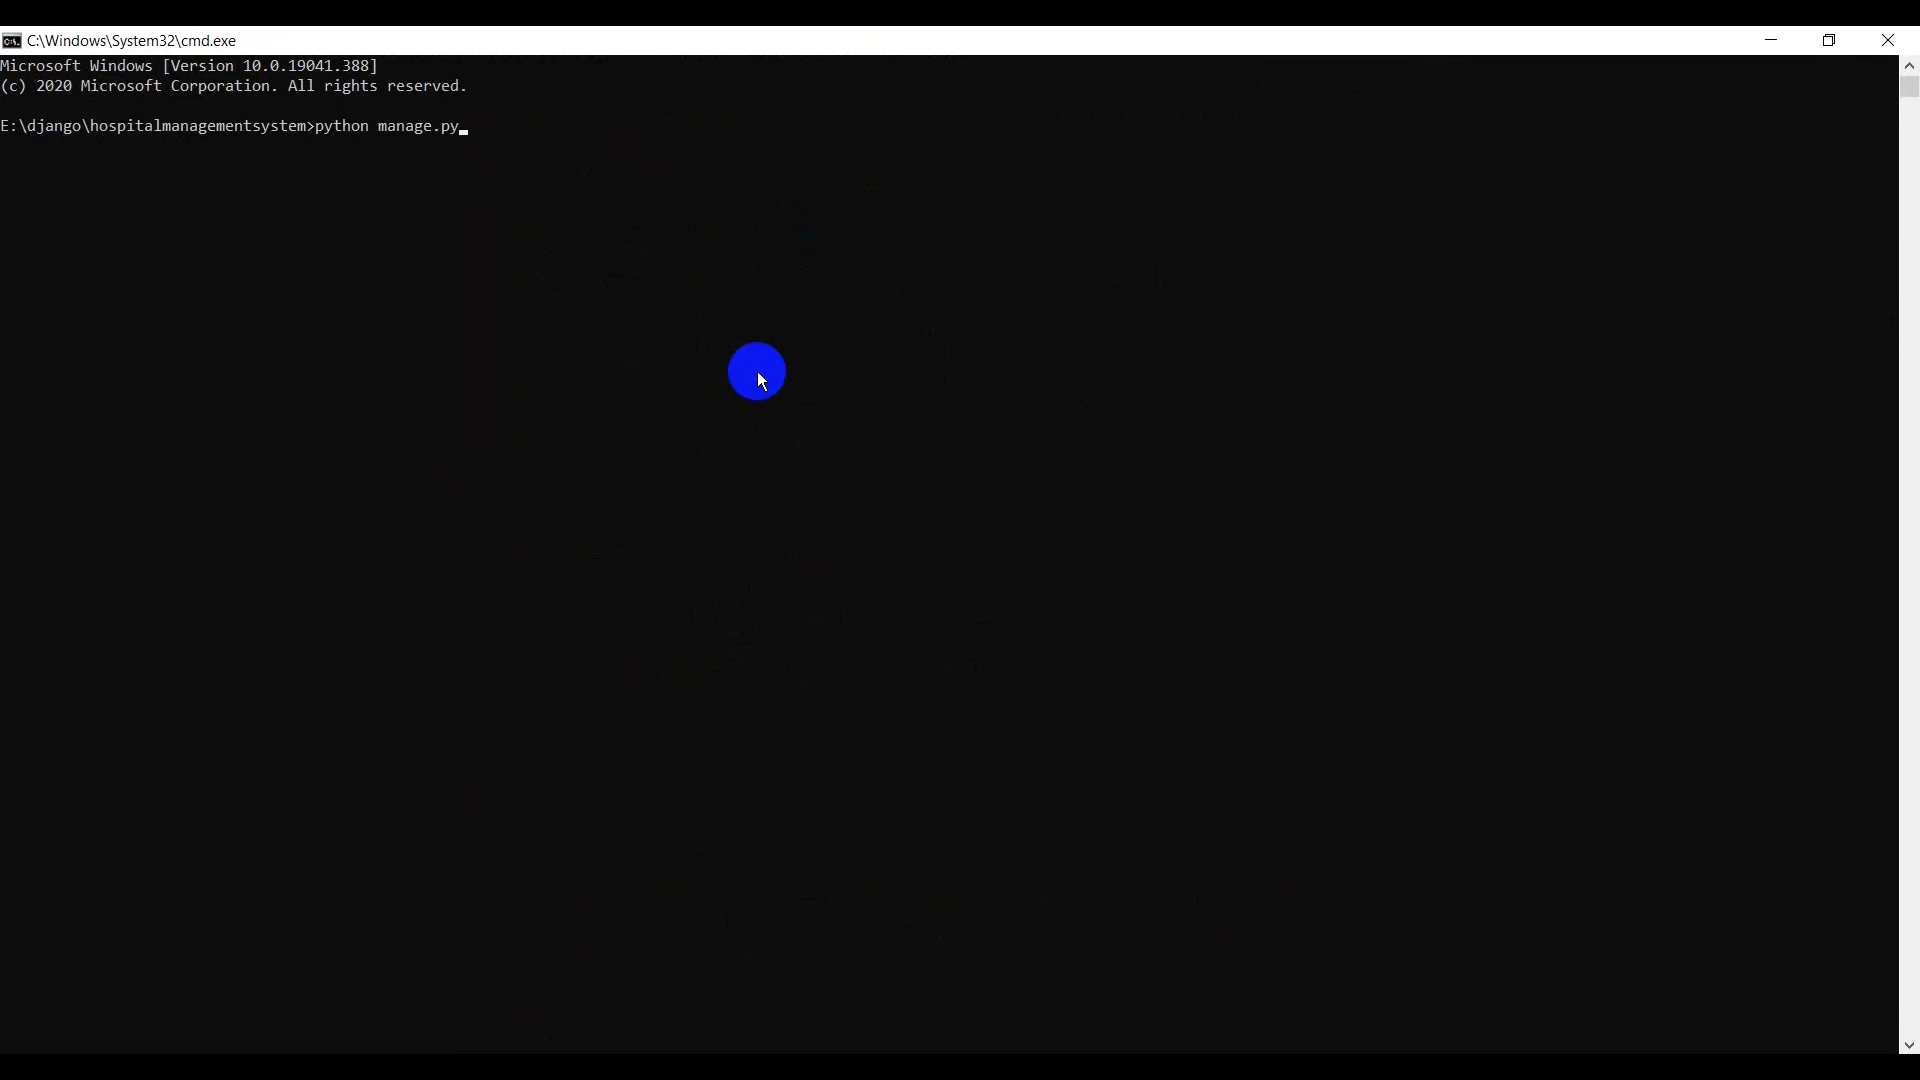 C:\Windows\System32\cmd.exe
Microsoft Windows [Version 10.0.19041.388]
(c) 2020 Microsoft Corporation. All rights reserved.
E:\django\hospitalmanagementsystem>python manage.py